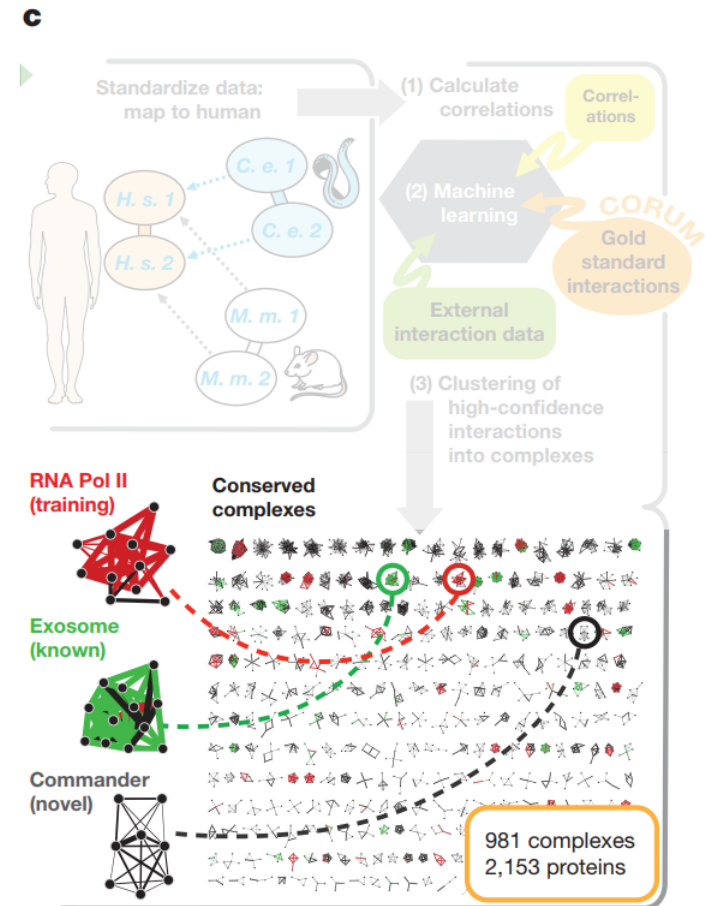 c
Standardize data:
map to human
(1) Calculate
correlations
Correl-
ations
C. e. 1
H. s. 1
(2) Machine
learning
CORUM
C. e. 2
Gold
standard
interactions
H. s. 2
M. m. 1
External
interaction data
M. m. 2
(3) Clustering of
high-confidence
interactions
into complexes
RNA Pol II
(training)
Conserved
complexes
Exosome
(known)
Commander
(novel)
981 complexes
2,153 proteins